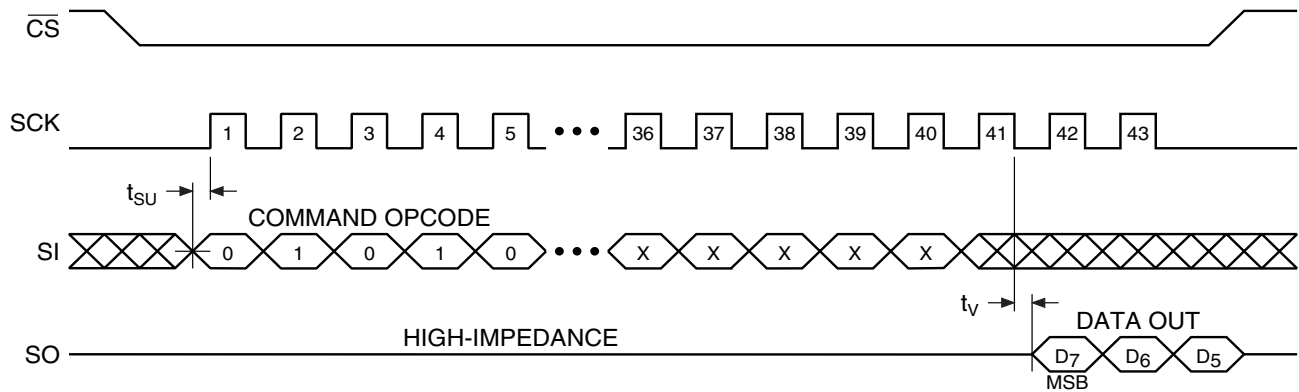 CS
SCK 1 2 3 4 5 ••• 36 37 38 39 40 41 42 43
tSU
COMMAND OPCODE
SI 0 1 0 1 0 ••• X X X X X
tV
HIGH-IMPEDANCE
DATA OUT
SO D7 D6 D5
MSB